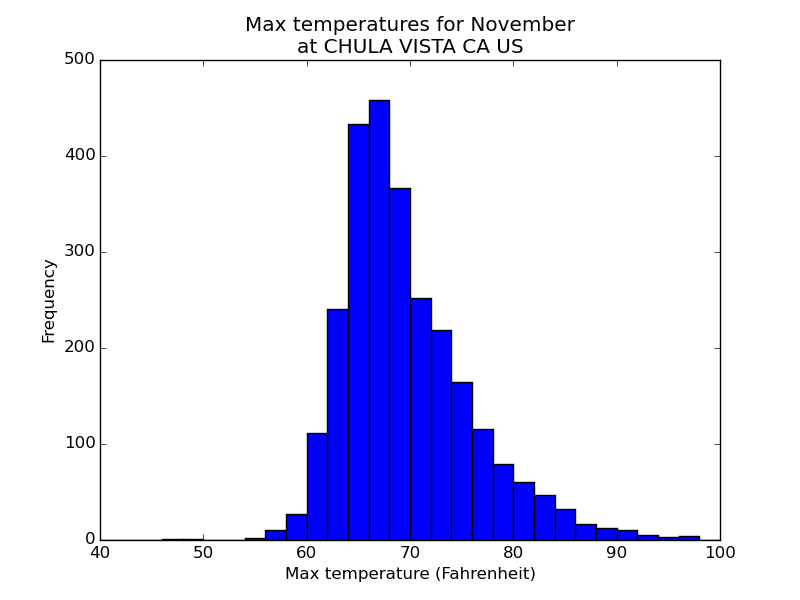 Max temperatures for November
at CHULA VISTA CA US
500
400
300
200
100
0
Frequency
40 50 60 70 80 90 100
Max temperature (Fahrenheit)